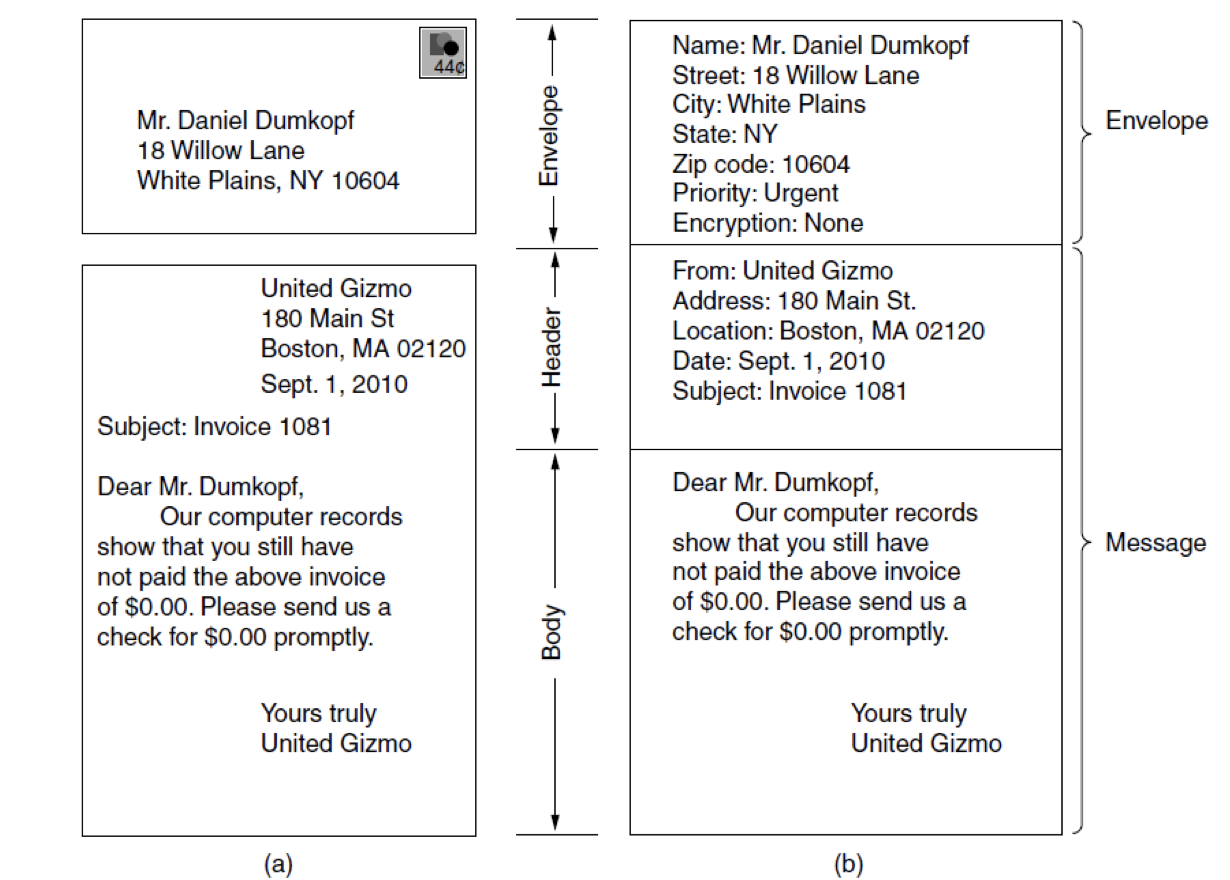 44¢
Mr. Daniel Dumkopf
18 Willow Lane
White Plains, NY 10604
United Gizmo
180 Main St
Boston, MA 02120
Sept. 1, 2010
Subject: Invoice 1081
Dear Mr. Dumkopf,
Our computer records
show that you still have
not paid the above invoice
of $0.00. Please send us a
check for $0.00 promptly.
Yours truly
United Gizmo
(a)
Envelope
Header
Body
Name: Mr. Daniel Dumkopf
Street: 18 Willow Lane
City: White Plains
State: NY
Zip code: 10604
Priority: Urgent
Encryption: None
From: United Gizmo
Address: 180 Main St.
Location: Boston, MA 02120
Date: Sept. 1, 2010
Subject: Invoice 1081
Dear Mr. Dumkopf,
Our computer records
show that you still have
not paid the above invoice
of $0.00. Please send us a
check for $0.00 promptly.
Yours truly
United Gizmo
(b)
Envelope
Message